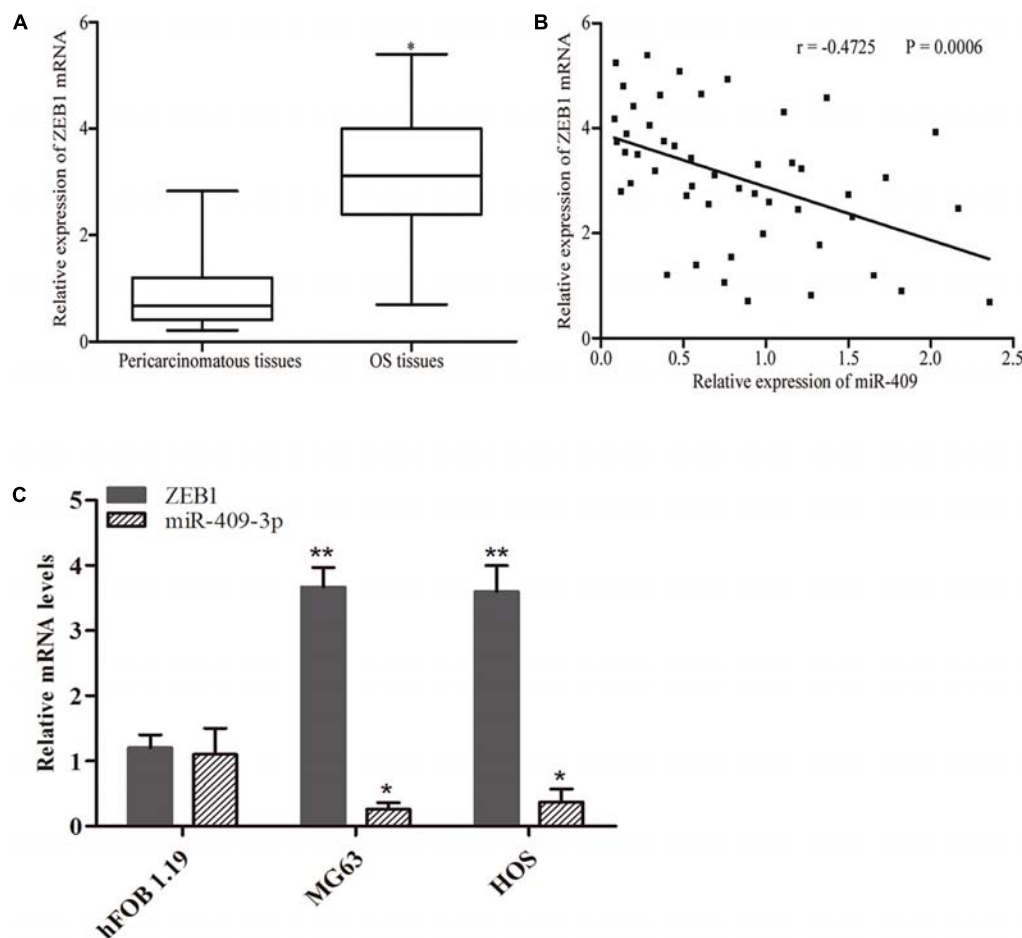 A
Relative expression of ZEB1 mRNA
6
4
2
0
*
Pericarcinomatous tissues
OS tissues
B
Relative expression of ZEB1 mRNA
6
4
2
0
r = -0.4725 P = 0.0006
0.0 0.5 1.0 1.5 2.0 2.5
Relative expression of miR-409
C
ZEB1
miR-409-3p
Relative mRNA levels
5
4
3
2
1
0
**
*
**
*
hFOB 1.19
MG63
HOS